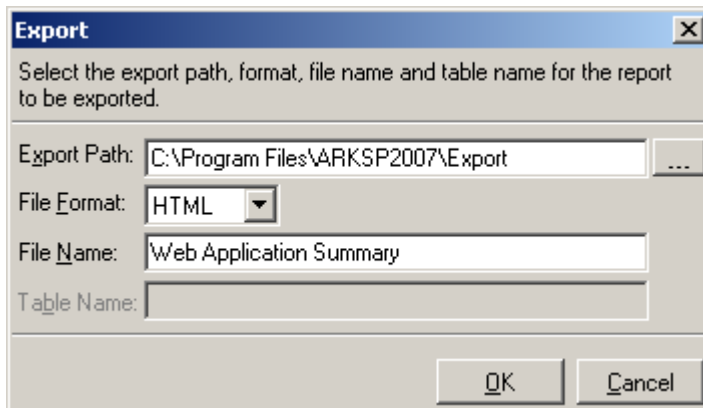 Export
Select the export path, format, file name and table name for the report
to be exported.
Export Path: C:\Program Files\ARKSP2007\Export ...
File Format: HTML
File Name: Web Application Summary
Table Name:
OK Cancel